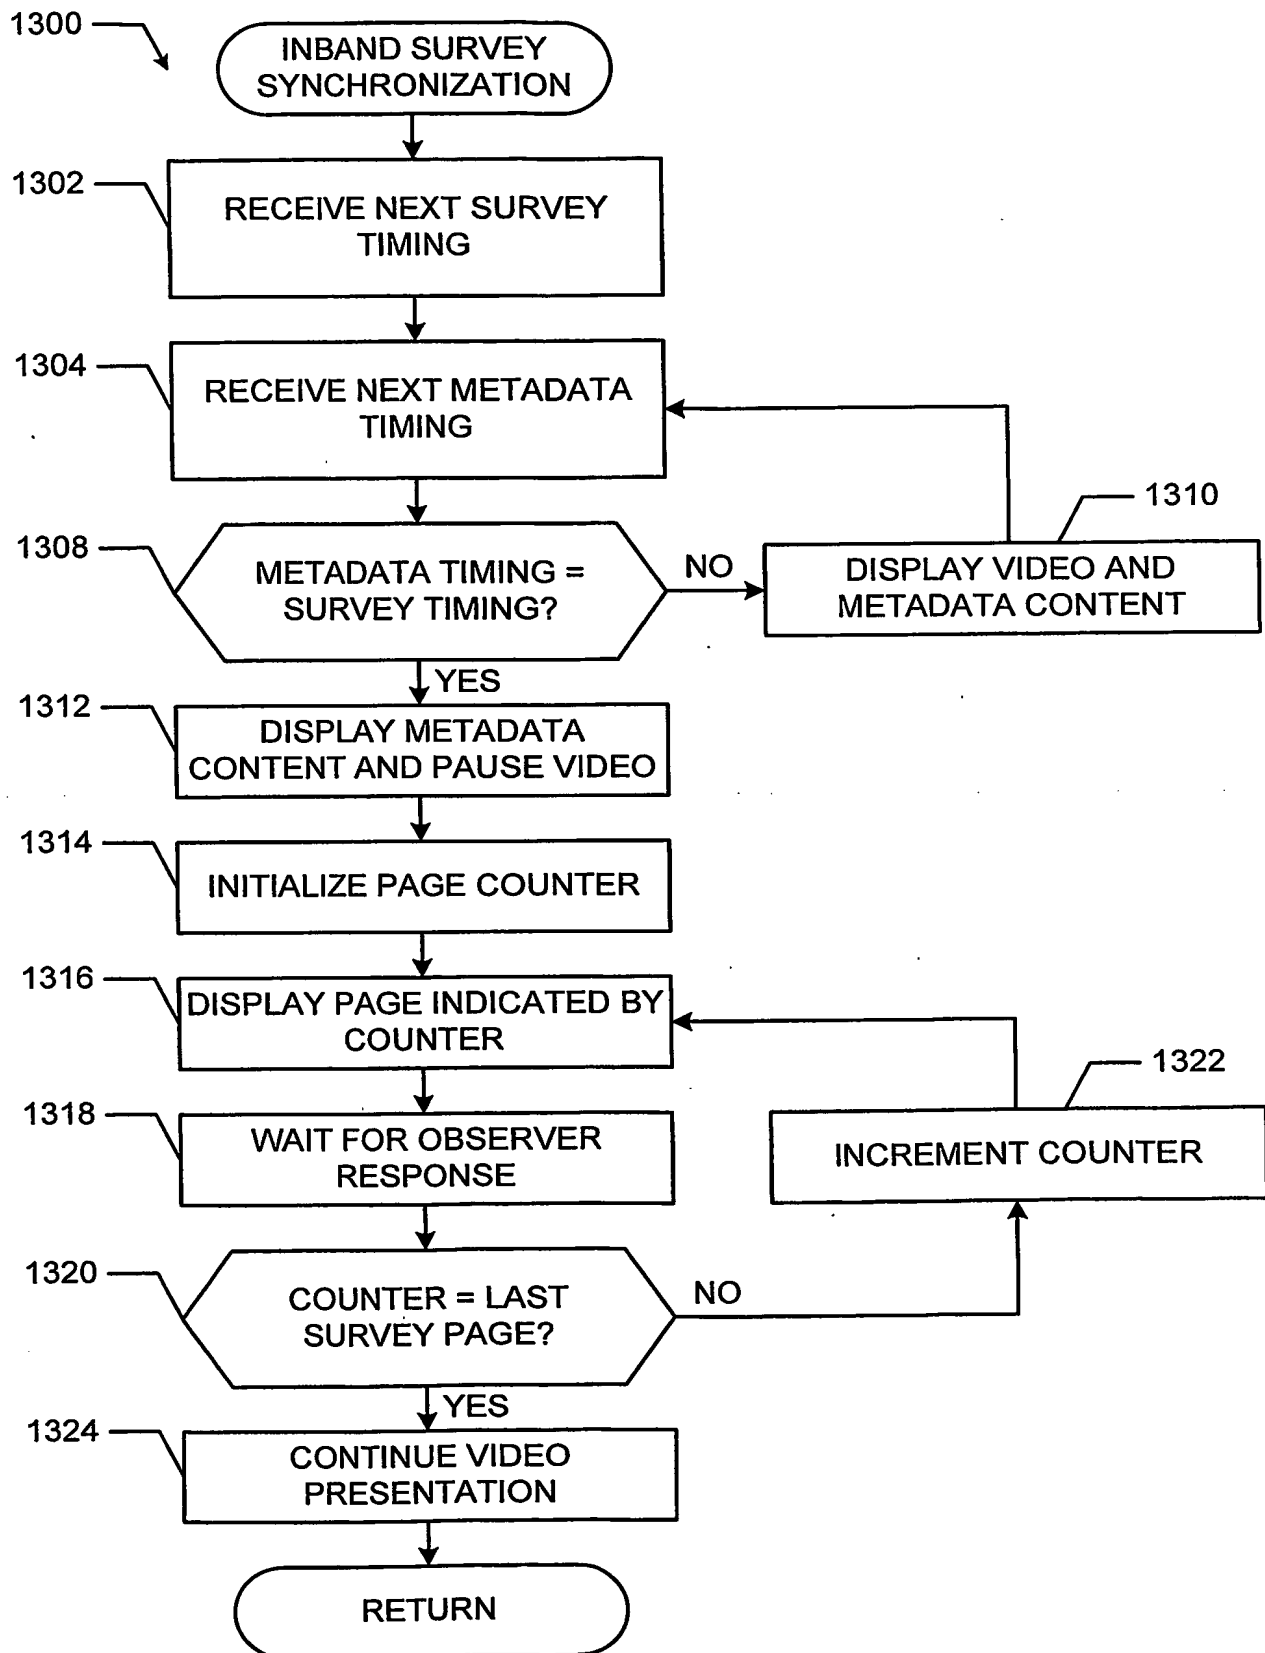 1300
INBAND SURVEY
SYNCHRONIZATION
1302
RECEIVE NEXT SURVEY
TIMING
1304
RECEIVE NEXT METADATA
TIMING
1308
METADATA TIMING =
SURVEY TIMING?
NO
1310
DISPLAY VIDEO AND
METADATA CONTENT
YES
1312
DISPLAY METADATA
CONTENT AND PAUSE VIDEO
1314
INITIALIZE PAGE COUNTER
1316
DISPLAY PAGE INDICATED BY
COUNTER
1318
WAIT FOR OBSERVER
RESPONSE
1322
INCREMENT COUNTER
1320
COUNTER = LAST
SURVEY PAGE?
NO
YES
1324
CONTINUE VIDEO
PRESENTATION
RETURN